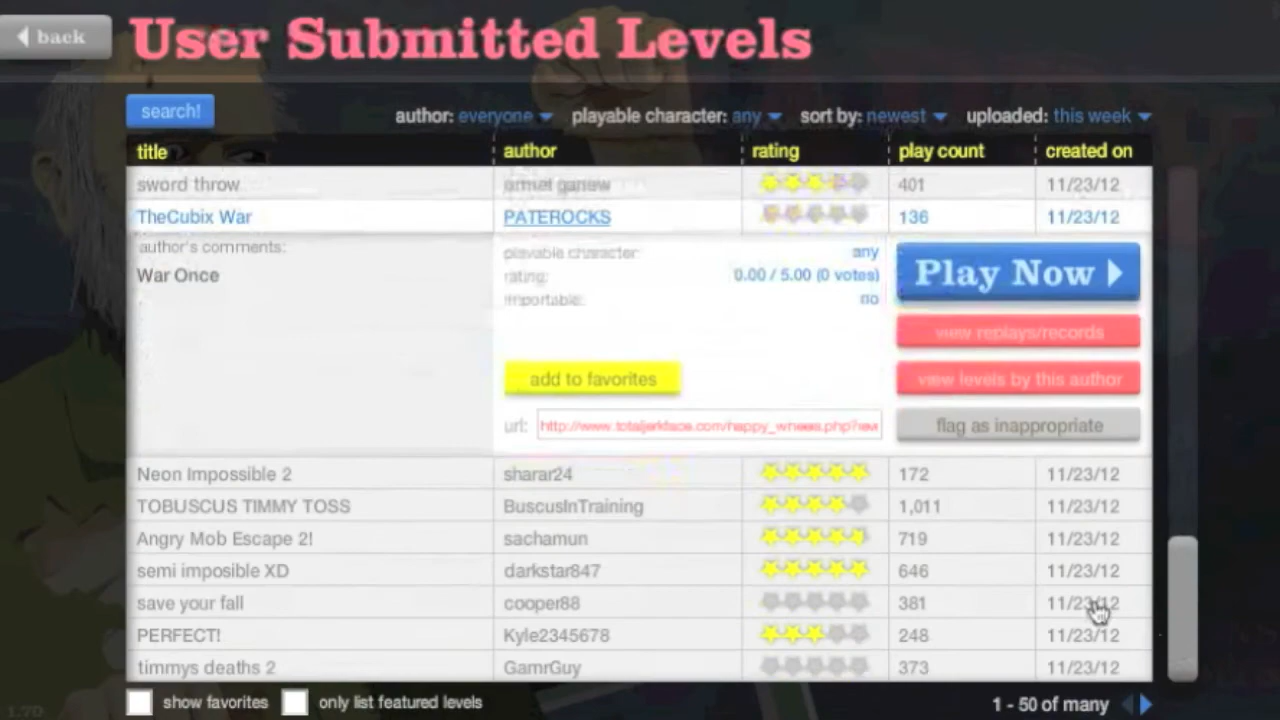 back
User Submitted Levels
search!
author: everyone playable character: any sort by: newest uploaded: this week
title author rating play count created on
sword throw 401 11/23/12
TheCubix War PATEROCKS 136 11/23/12
author's comments:
War Once
playable character: any
rating: 0.00 / 5.00 (0 votes)
importable: no
Play Now
view replays/records
add to favorites
view levels by this author
url: http://www.totaljerkface.com/happy_wheels.php?lev
flag as inappropriate
Neon Impossible 2 sharar24 172 11/23/12
TOBUSCUS TIMMY TOSS BuscusInTraining 1,011 11/23/12
Angry Mob Escape 2! sachamun 719 11/23/12
semi imposible XD darkstar847 646 11/23/12
save your fall cooper88 381 11/23/12
PERFECT! Kyle2345678 248 11/23/12
timmys deaths 2 GamrGuy 373 11/23/12
show favorites only list featured levels 1 - 50 of many
1.70